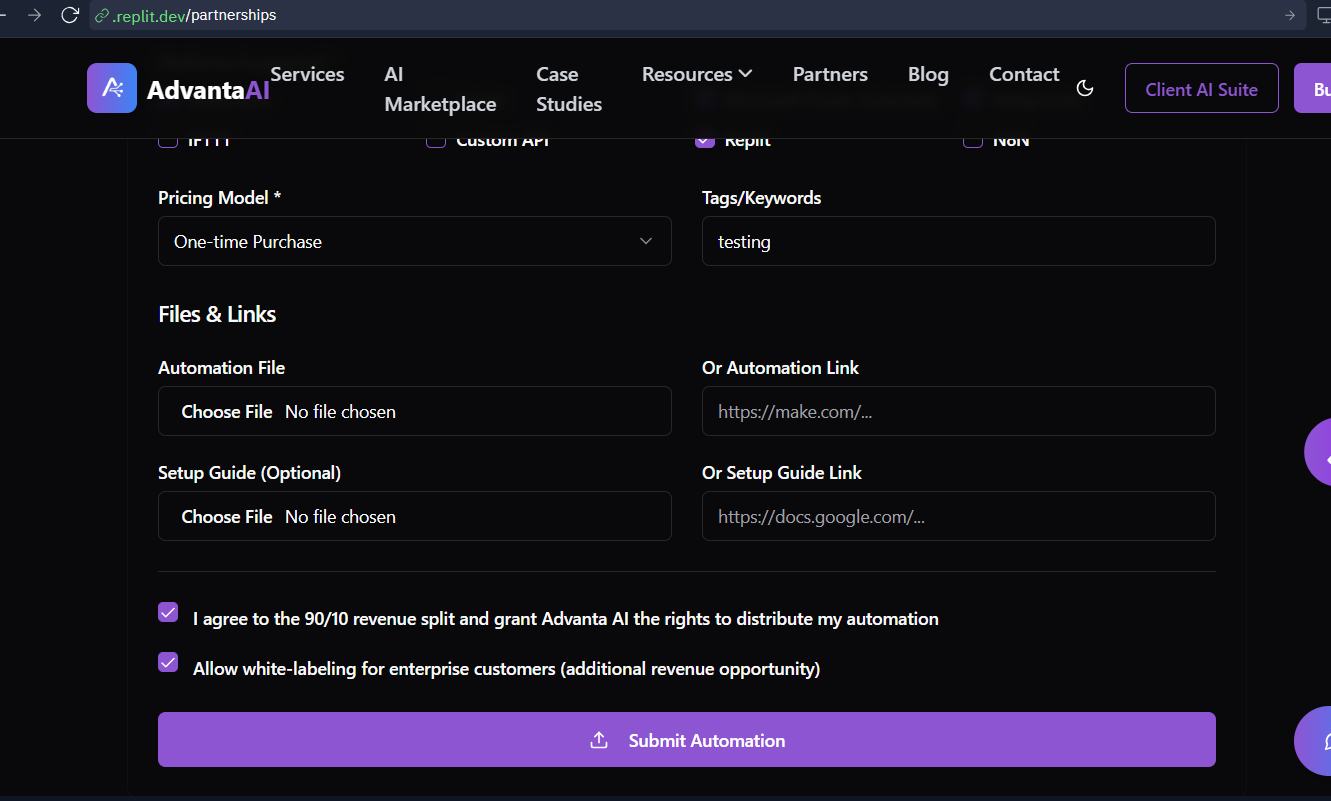 .replit.dev/partnerships
AdvantaAI
Services
AI Marketplace
Case Studies
Resources
Partners
Blog
Contact
Client AI Suite
Bu
IFTTT
Custom API
Replit
N8N
Pricing Model *
Tags/Keywords
One-time Purchase
testing
Files & Links
Automation File
Or Automation Link
Choose File No file chosen
https://make.com/...
Setup Guide (Optional)
Or Setup Guide Link
Choose File No file chosen
https://docs.google.com/...
I agree to the 90/10 revenue split and grant Advanta AI the rights to distribute my automation
Allow white-labeling for enterprise customers (additional revenue opportunity)
Submit Automation